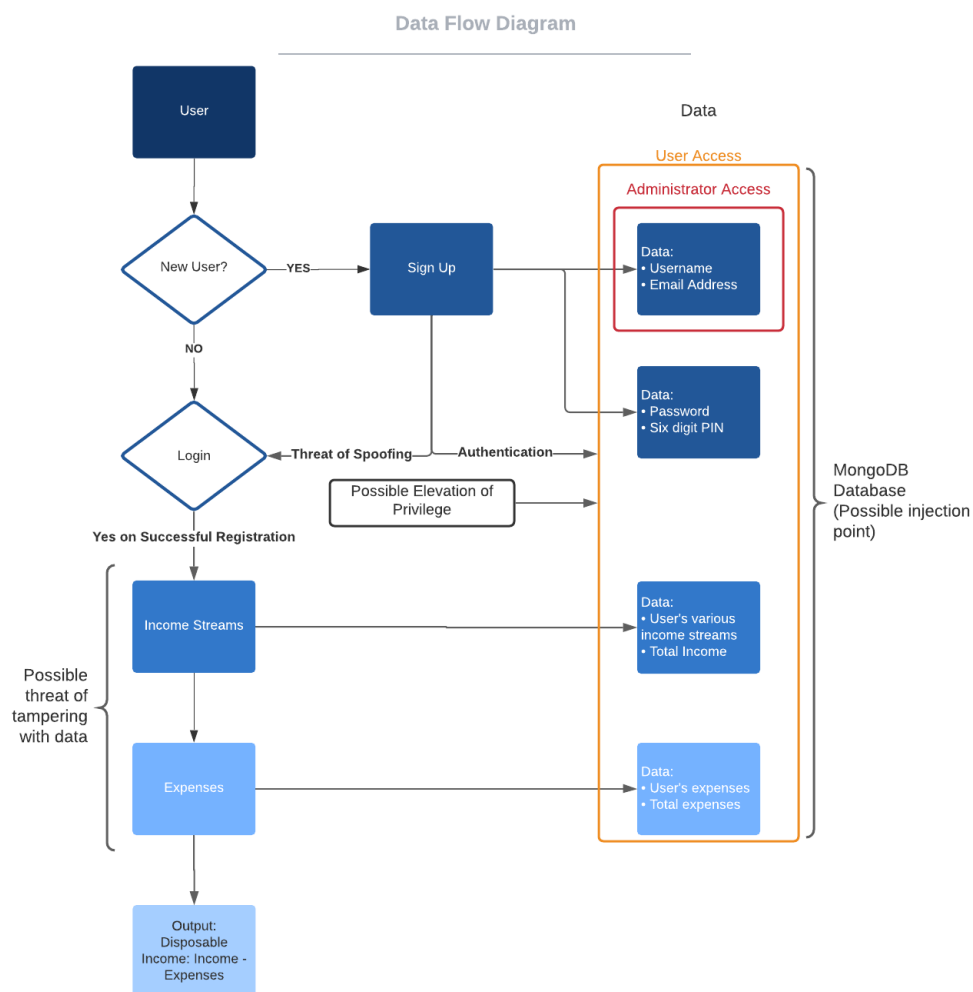 Data Flow Diagram
User
Data
User Access
Administrator Access
New User?
YES
Sign Up
Data:
• Username
• Email Address
NO
Data:
• Password
• Six digit PIN
Login
Threat of Spoofing
Authentication
Possible Elevation of
Privilege
MongoDB
Database
(Possible injection
point)
Yes on Successful Registration
Income Streams
Data:
• User's various
income streams
• Total Income
Possible
threat of
tampering
with data
Expenses
Data:
• User's expenses
• Total expenses
Output:
Disposable
Income: Income -
Expenses